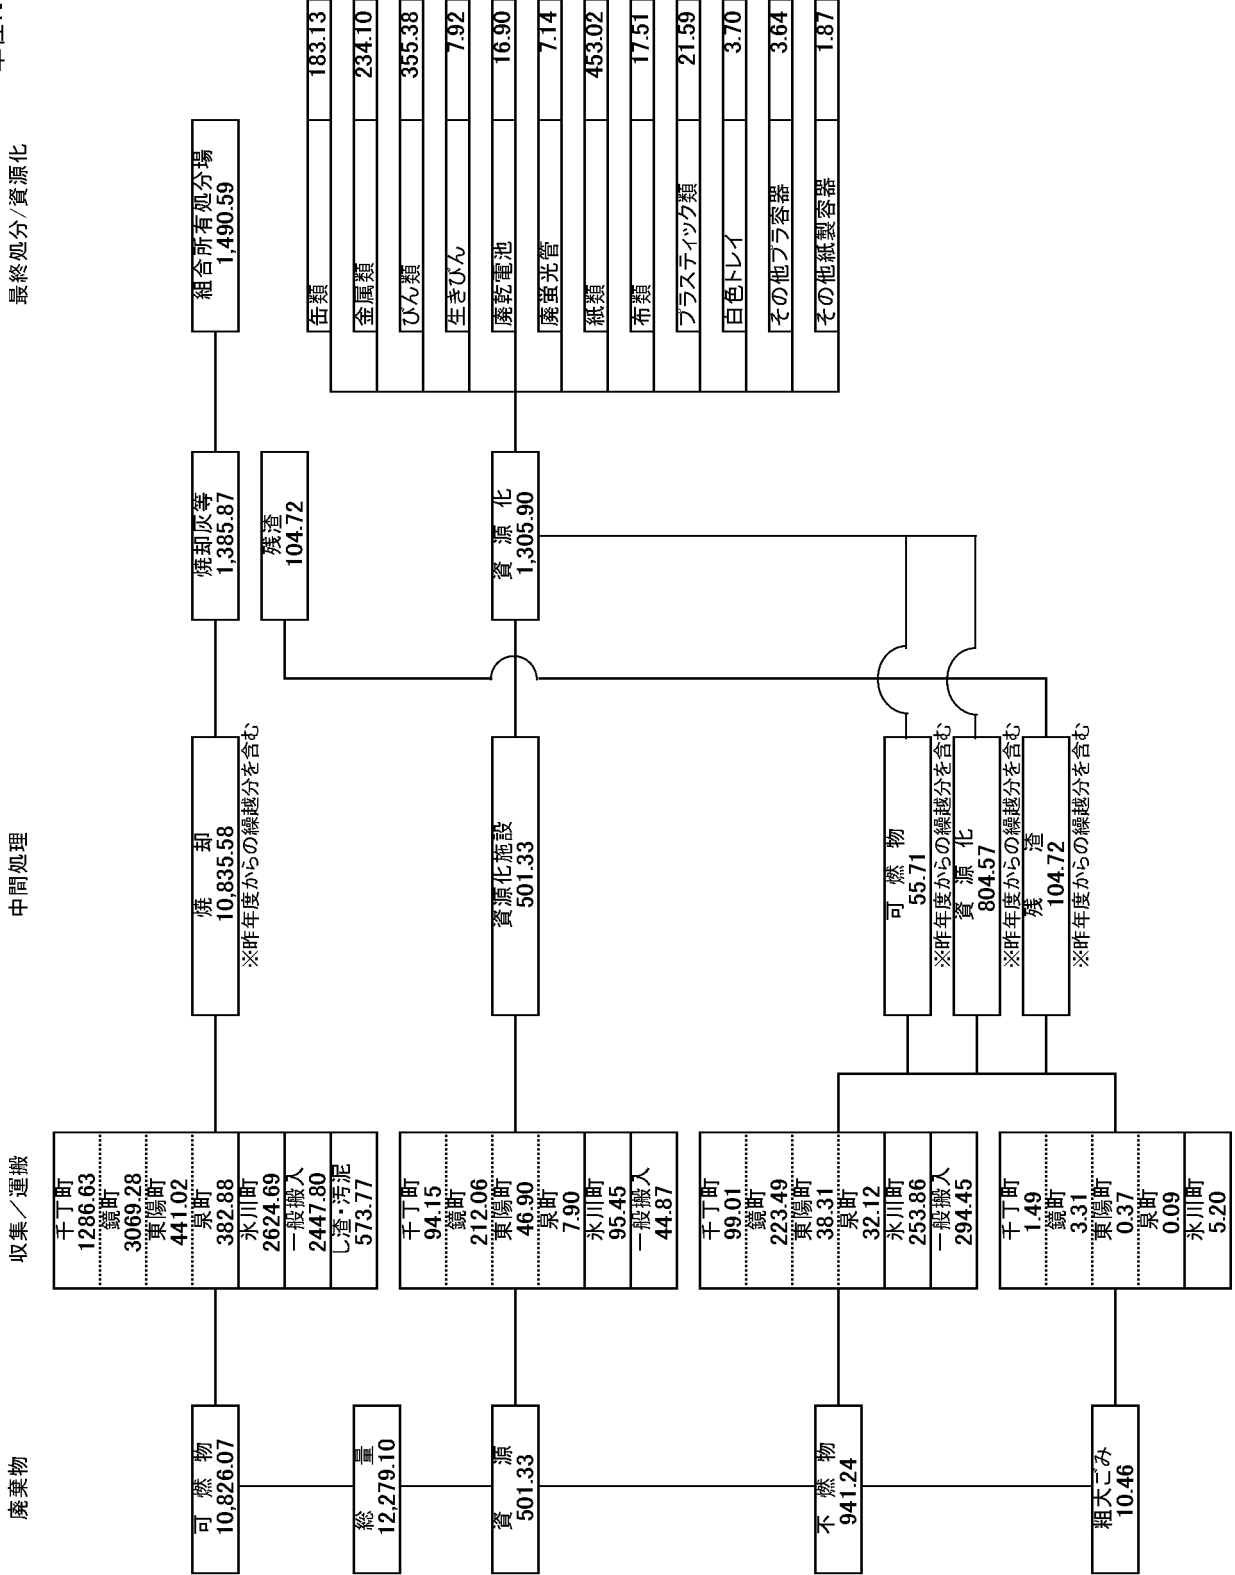 廃棄物
収集／運搬
中間処理
最終処分/資源化
可　燃　物
10,826.07
総　量
12,279.10
資　源
501.33
不　燃　物
941.24
粗大ごみ
10.46
千丁町
1286.63
鏡町
3069.28
東陽町
441.02
泉町
382.88
氷川町
2624.69
一般搬入
2447.80
し渣・汚泥
573.77
千丁町
94.15
鏡町
212.06
東陽町
46.90
泉町
7.90
氷川町
95.45
一般搬入
44.87
千丁町
99.01
鏡町
223.49
東陽町
38.31
泉町
32.12
氷川町
253.86
一般搬入
294.45
千丁町
1.49
鏡町
3.31
東陽町
0.37
泉町
0.09
氷川町
5.20
焼　却
10,835.58
※昨年度からの繰越分を含む
資源化施設
501.33
可　燃　物
55.71
※昨年度からの繰越分を含む
資　源　化
804.57
※昨年度からの繰越分を含む
残　渣
104.72
※昨年度からの繰越分を含む
焼却灰等
1,385.87
残渣
104.72
資　源　化
1,305.90
組合所有処分場
1,490.59
缶類 183.13
金属類 234.10
びん類 355.38
生きびん 7.92
廃乾電池 16.90
廃蛍光管 7.14
紙類 453.02
布類 17.51
プラスティック類 21.59
白色トレイ 3.70
その他プラ容器 3.64
その他紙製容器 1.87